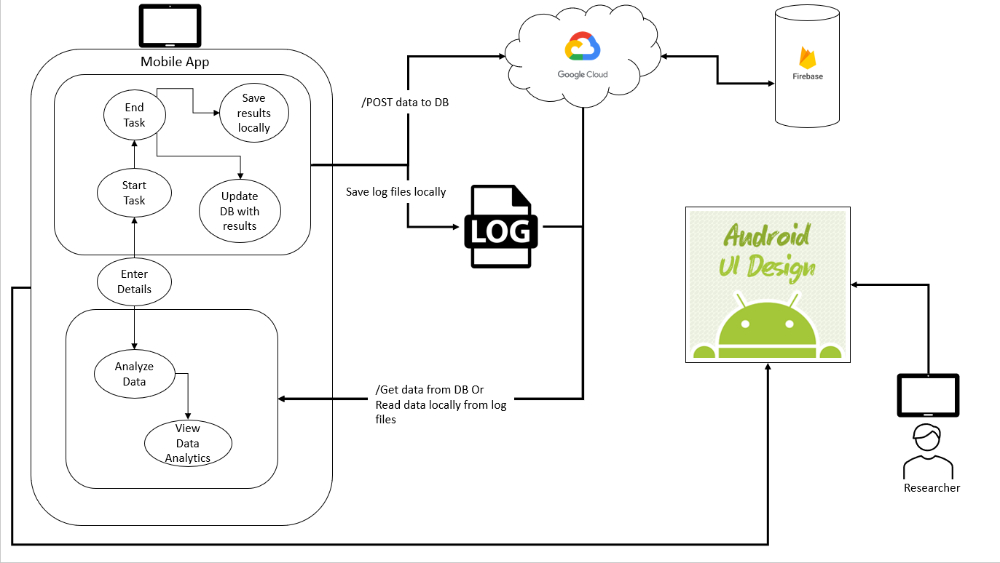 Mobile App
End
Task
Save
results
locally
Start
Task
Update
DB with
results
Enter
Details
Analyze
Data
View
Data
Analytics
/POST data to DB
Save log files locally
LOG
/Get data from DB Or
Read data locally from log
files
Google Cloud
Firebase
Android
UI Design
Researcher